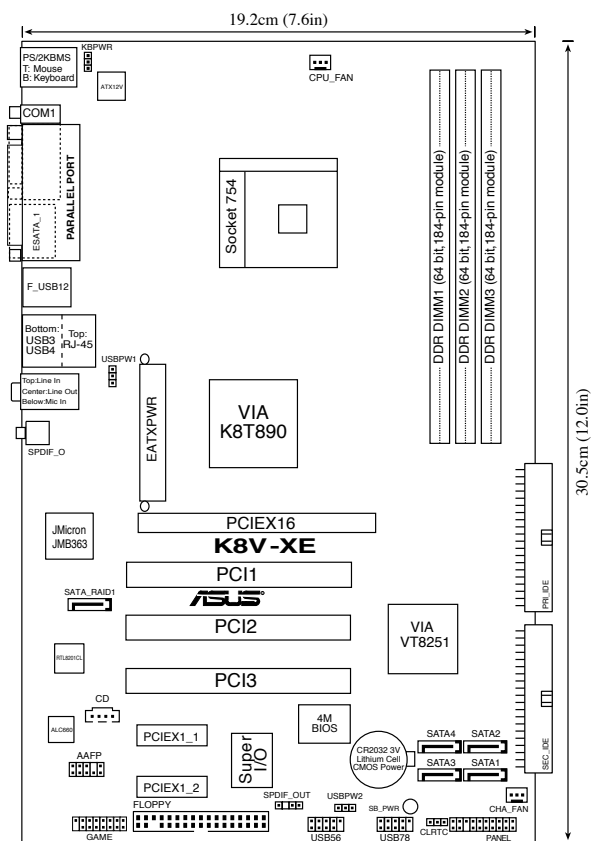 19.2cm (7.6in)
30.5cm (12.0in)
PS/2KBMS
T: Mouse
B: Keyboard
KBPWR
ATX12V
CPU_FAN
COM1
PARALLEL PORT
ESATA_1
Socket 754
DDR DIMM1 (64 bit,184-pin module)
DDR DIMM2 (64 bit,184-pin module)
DDR DIMM3 (64 bit,184-pin module)
F_USB12
Bottom:
USB3
USB4
Top:
RJ-45
USBPW1
Top:Line In
Center:Line Out
Below:Mic In
SPDIF_O
EATXPWR
VIA
K8T890
PCIEX16
K8V-XE
JMicron
JMB363
PCI1
ASUS
SATA_RAID1
PCI2
VIA
VT8251
PRI_IDE
RTL8201CL
PCI3
CD
ALC660
PCIEX1_1
Super
I/O
4M
BIOS
CR2032 3V
Lithium Cell
CMOS Power
SATA4
SATA2
SATA3
SATA1
SEC_IDE
AAFP
PCIEX1_2
FLOPPY
SPDIF_OUT
USBPW2
SB_PWR
CHA_FAN
GAME
USB56
USB78
CLRTC
PANEL